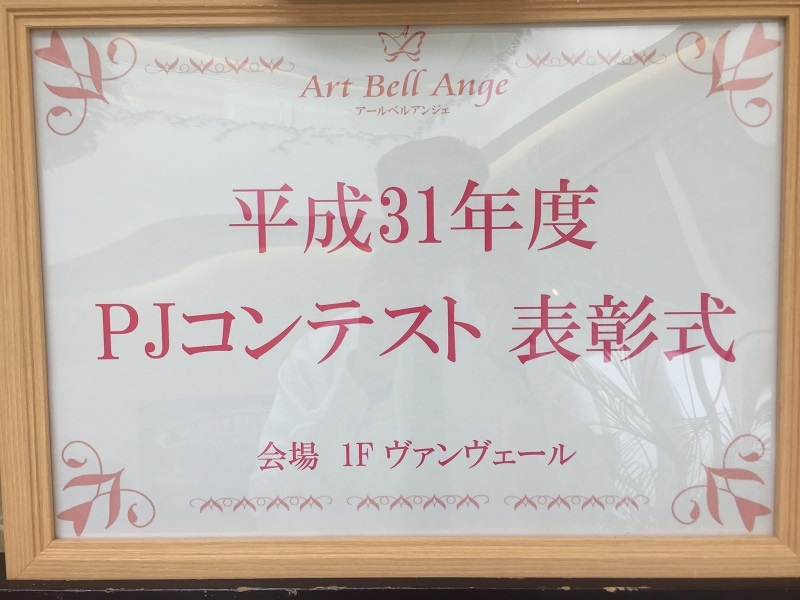 Art Bell Ange
アールベルアンジェ
平成31年度
PJコンテスト 表彰式
会場 1F ヴァンヴェール